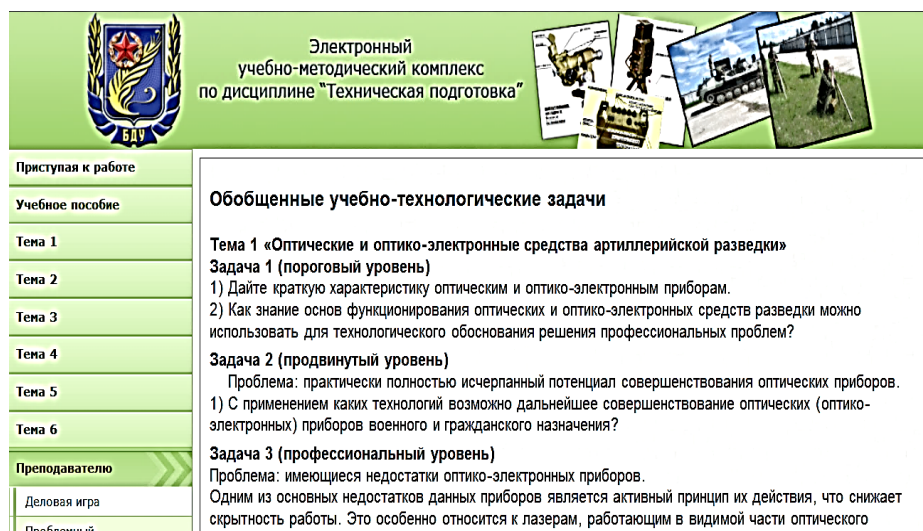 Электронный
учебно-методический комплекс
по дисциплине "Техническая подготовка"
БДУ
Приступая к работе
Учебное пособие
Тема 1
Тема 2
Тема 3
Тема 4
Тема 5
Тема 6
Преподавателю
Деловая игра
Проблемный
Обобщенные учебно-технологические задачи
Тема 1 «Оптические и оптико-электронные средства артиллерийской разведки»
Задача 1 (пороговый уровень)
1) Дайте краткую характеристику оптическим и оптико-электронным приборам.
2) Как знание основ функционирования оптических и оптико-электронных средств разведки можно
использовать для технологического обоснования решения профессиональных проблем?
Задача 2 (продвинутый уровень)
Проблема: практически полностью исчерпанный потенциал совершенствования оптических приборов.
1) С применением каких технологий возможно дальнейшее совершенствование оптических (оптико-
электронных) приборов военного и гражданского назначения?
Задача 3 (профессиональный уровень)
Проблема: имеющиеся недостатки оптико-электронных приборов.
Одним из основных недостатков данных приборов является активный принцип их действия, что снижает
скрытность работы. Это особенно относится к лазерам, работающим в видимой части оптического